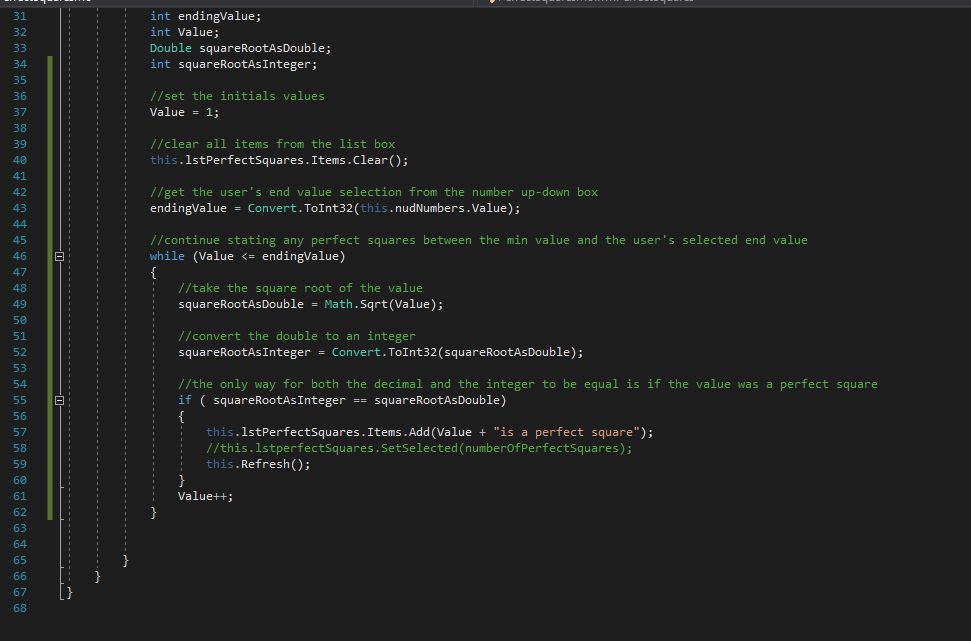 31 int endingValue;
32 int Value;
33 Double squareRootAsDouble;
34 int squareRootAsInteger;
35
36 //set the initials values
37 Value = 1;
38
39 //clear all items from the list box
40 this.lstPerfectSquares.Items.Clear();
41
42 //get the user's end value selection from the number up-down box
43 endingValue = Convert.ToInt32(this.nudNumbers.Value);
44
45 //continue stating any perfect squares between the min value and the user's selected end value
46 while (Value <= endingValue)
47 {
48 //take the square root of the value
49 squareRootAsDouble = Math.Sqrt(Value);
50
51 //convert the double to an integer
52 squareRootAsInteger = Convert.ToInt32(squareRootAsDouble);
53
54 //the only way for both the decimal and the integer to be equal is if the value was a perfect square
55 if ( squareRootAsInteger == squareRootAsDouble)
56 {
57 this.lstPerfectSquares.Items.Add(Value + "is a perfect square");
58 //this.lstperfectSquares.SetSelected(numberOfPerfectSquares);
59 this.Refresh();
60 }
61 Value++;
62 }
63
64
65 }
66 }
67 }
68